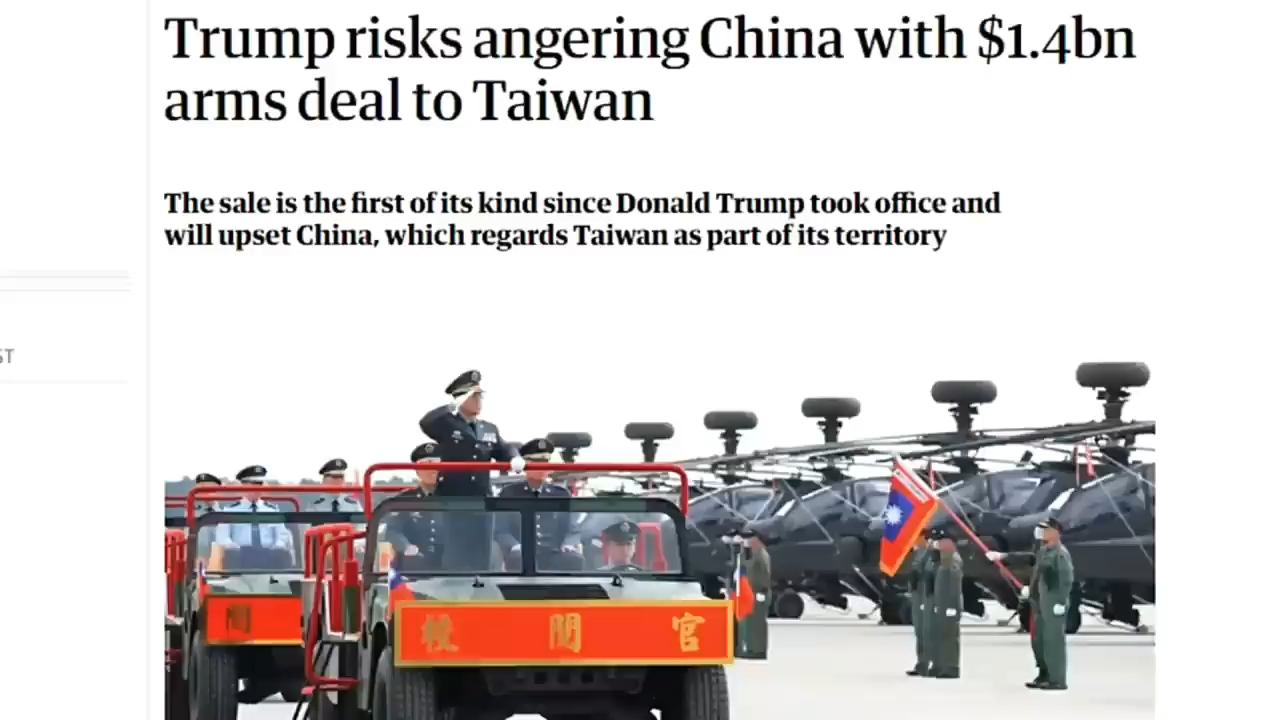 Trump risks angering China with $1.4bn
arms deal to Taiwan
The sale is the first of its kind since Donald Trump took office and
will upset China, which regards Taiwan as part of its territory
ST
校 閱 官